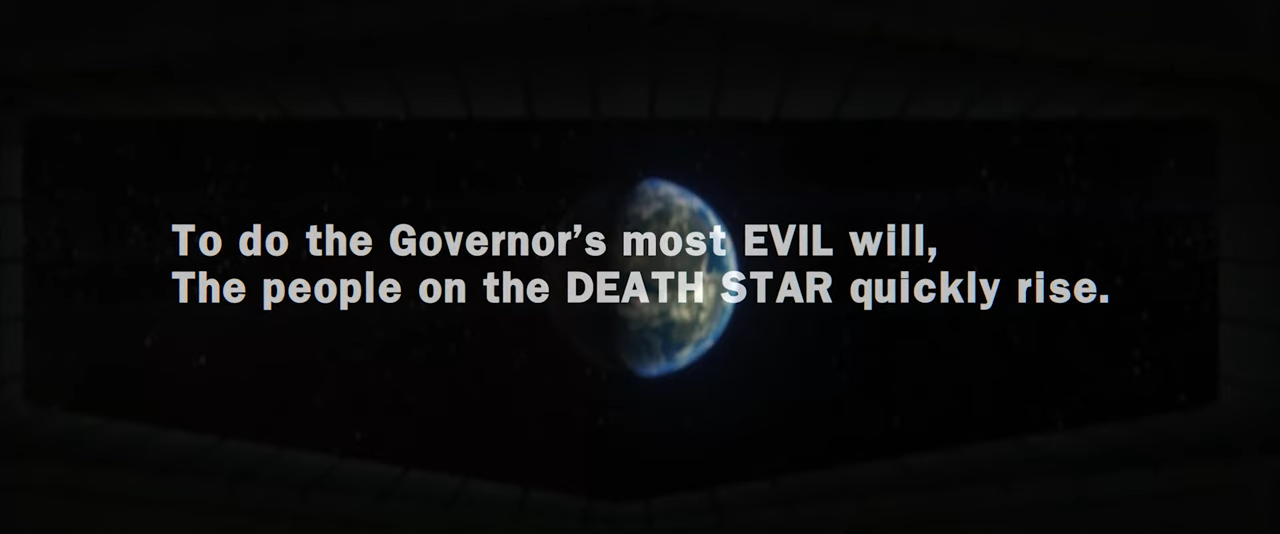 To do the Governor’s most EVIL will,
The people on the DEATH STAR quickly rise.